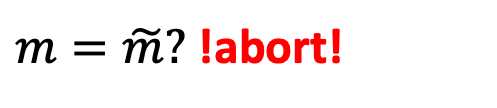 𝑚 = 𝑚̃? !abort!